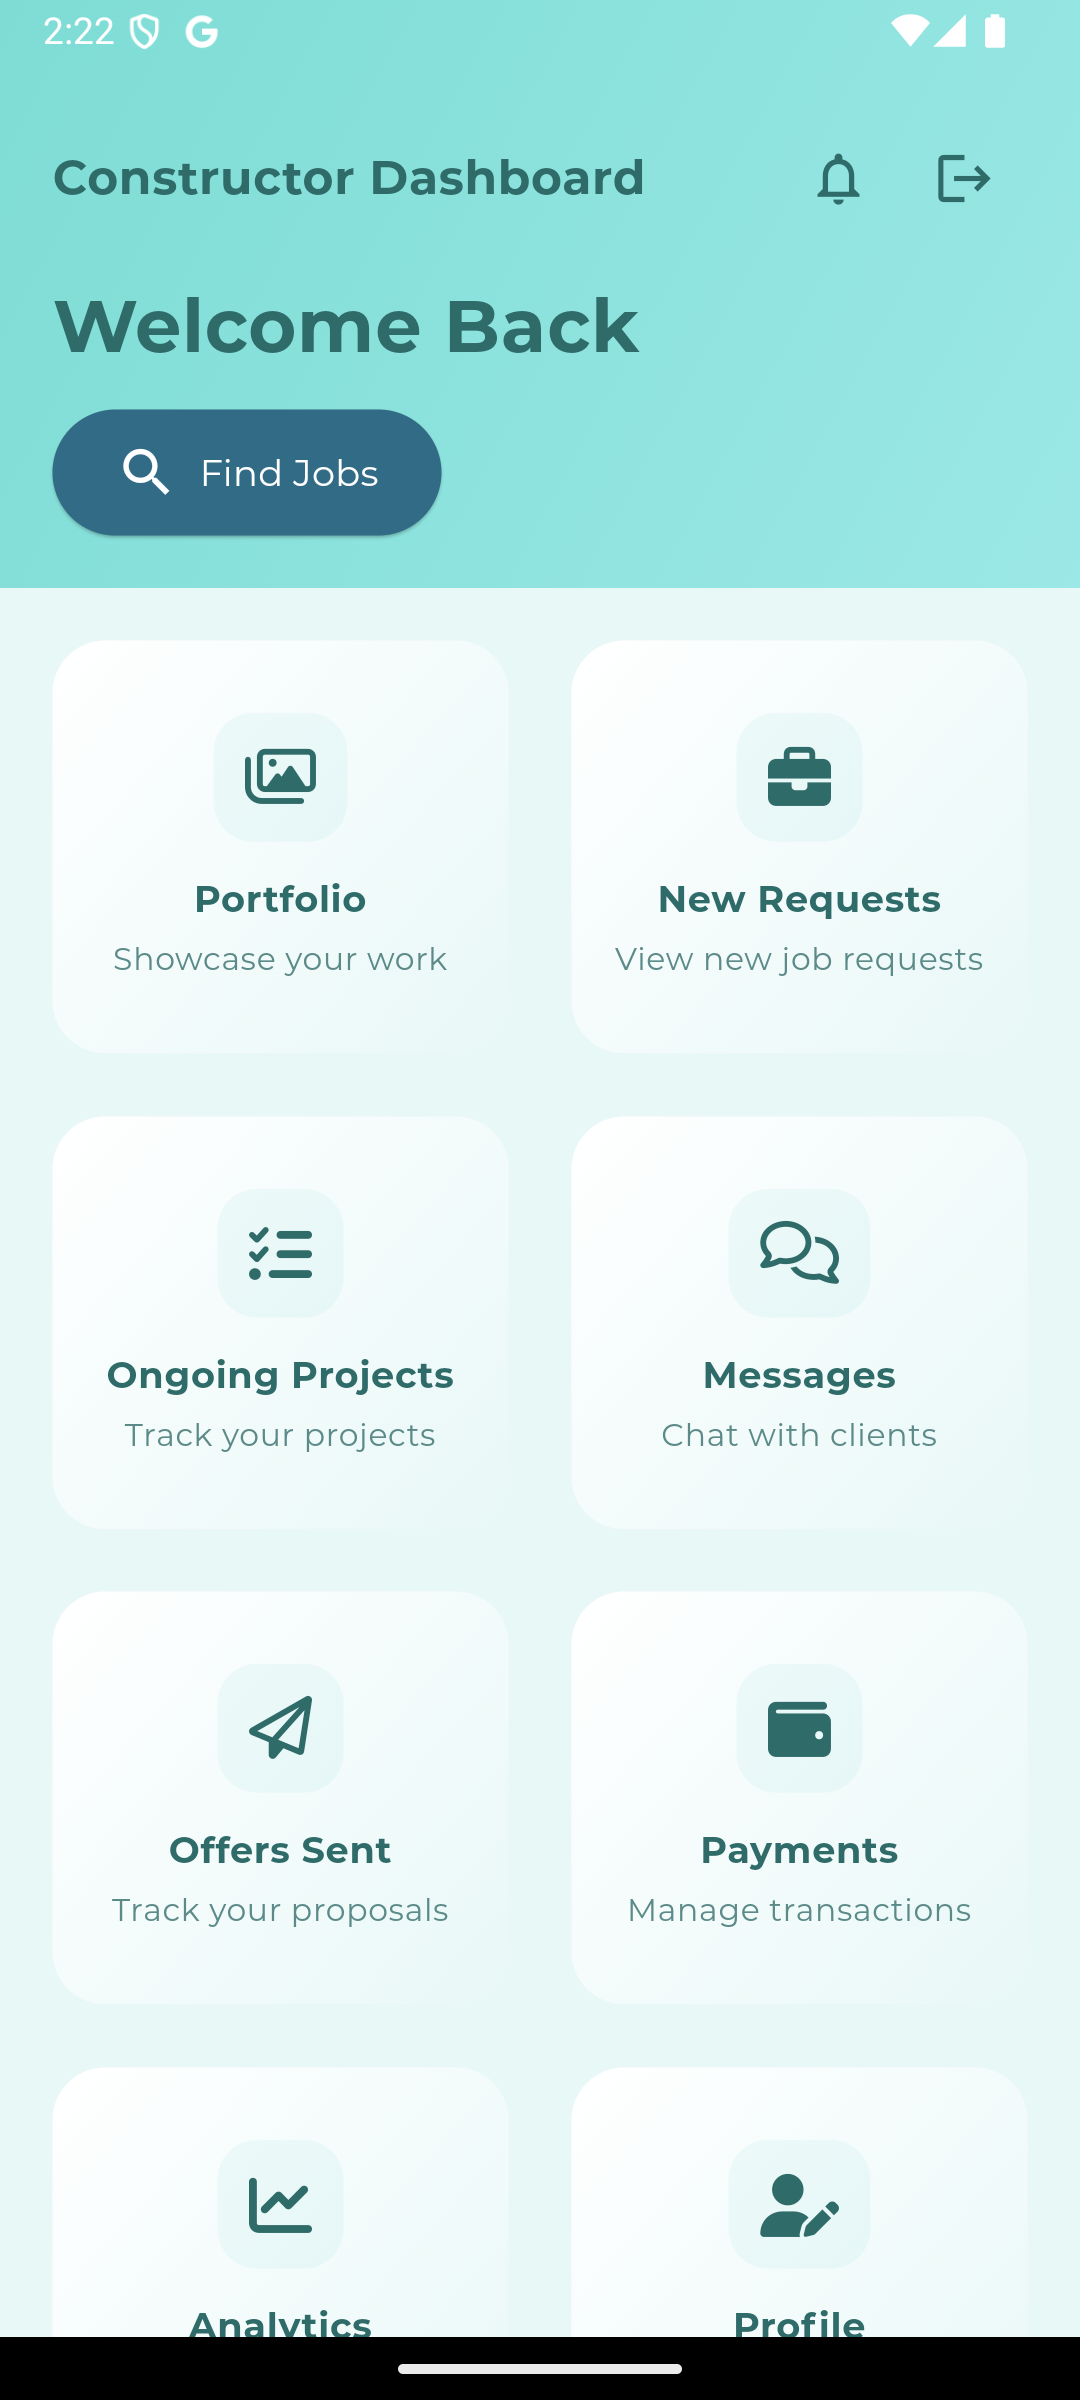 2:22
Constructor Dashboard
Welcome Back
Find Jobs
Portfolio
Showcase your work
New Requests
View new job requests
Ongoing Projects
Track your projects
Messages
Chat with clients
Offers Sent
Track your proposals
Payments
Manage transactions
Analytics
Profile